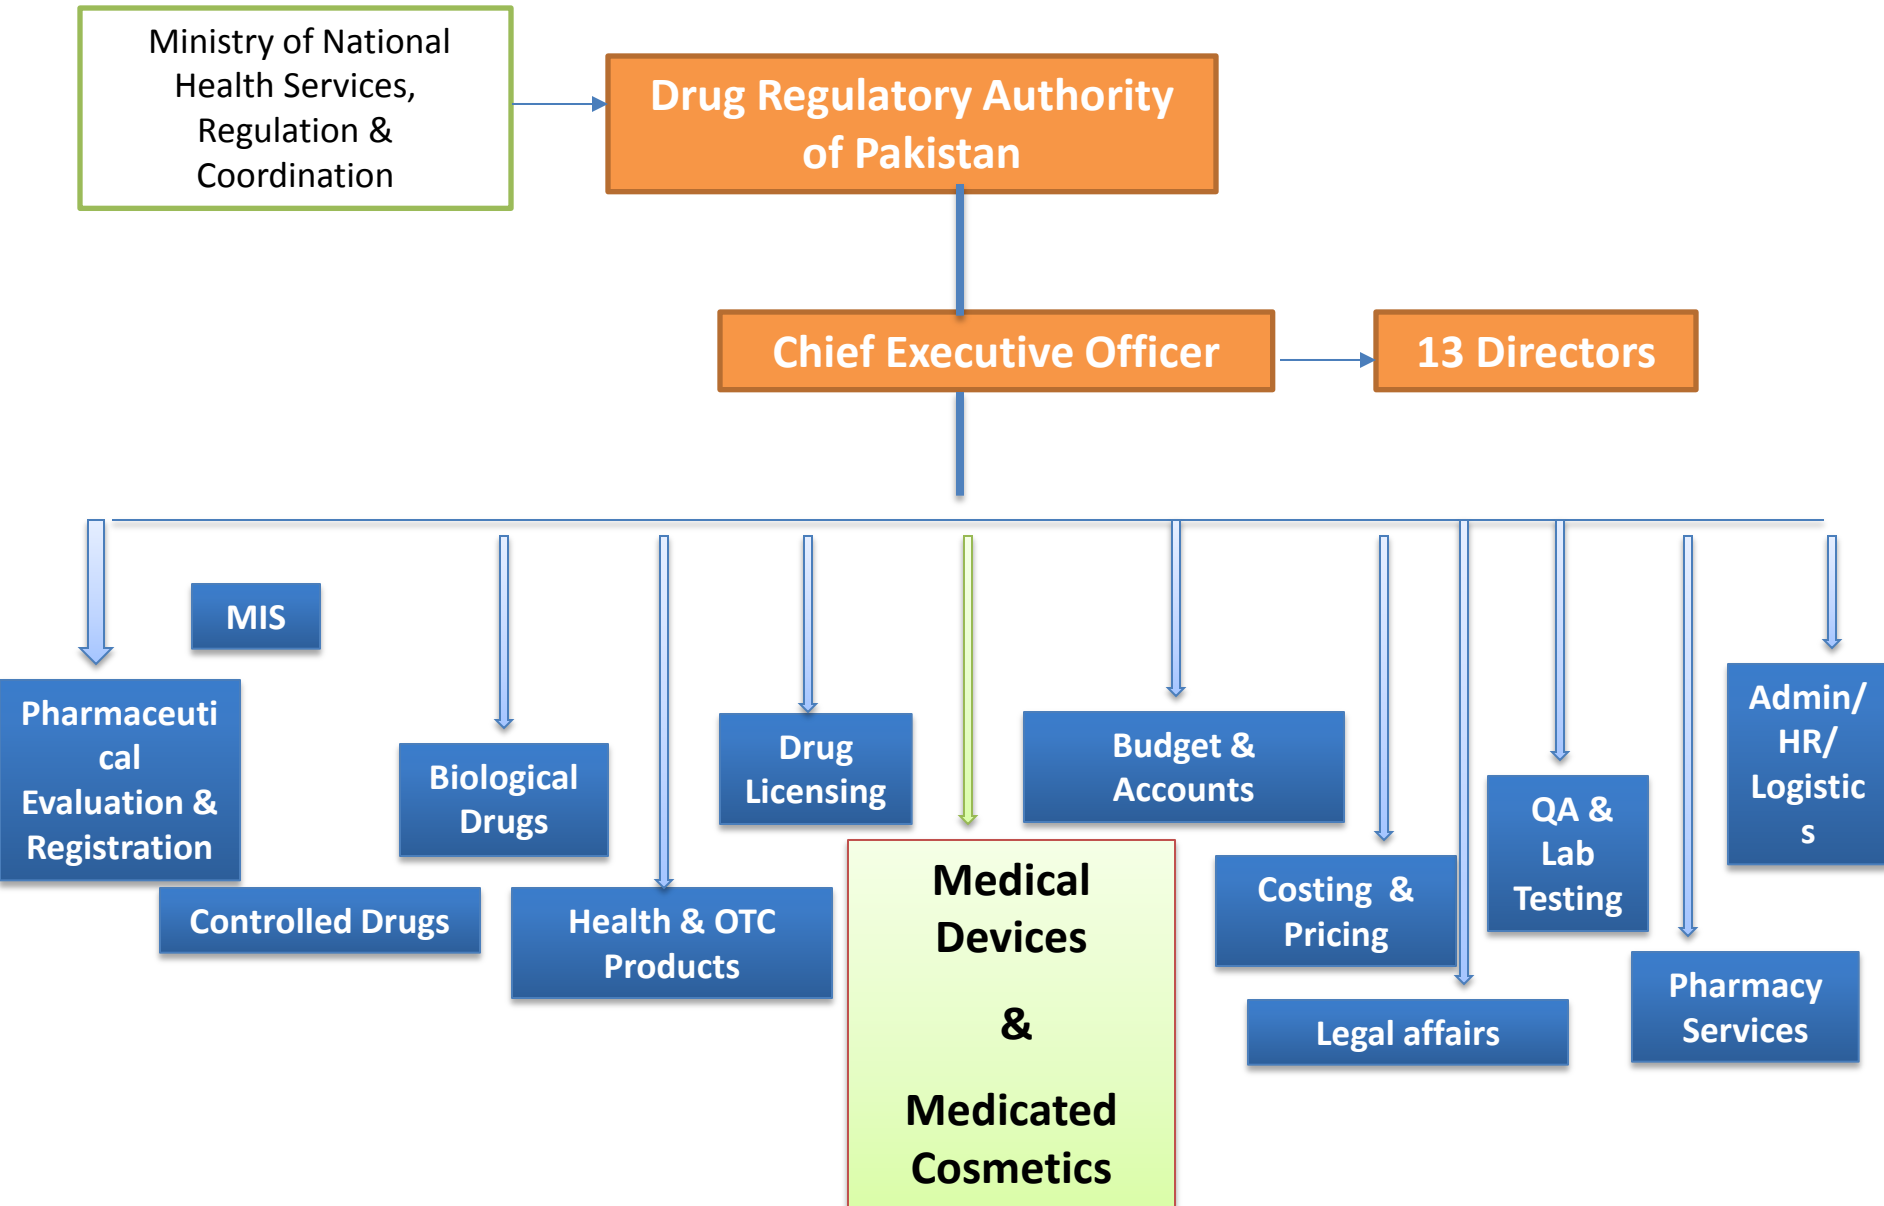 Ministry of National
Health Services,
Regulation &
Coordination
Drug Regulatory Authority
of Pakistan
Chief Executive Officer
13 Directors
MIS
Pharmaceuti
cal
Evaluation &
Registration
Controlled Drugs
Biological
Drugs
Health & OTC
Products
Drug
Licensing
Medical
Devices
&
Medicated
Cosmetics
Budget &
Accounts
Costing & 
Pricing
Legal affairs
QA &
Lab
Testing
Pharmacy
Services
Admin/
HR/
Logistic
s